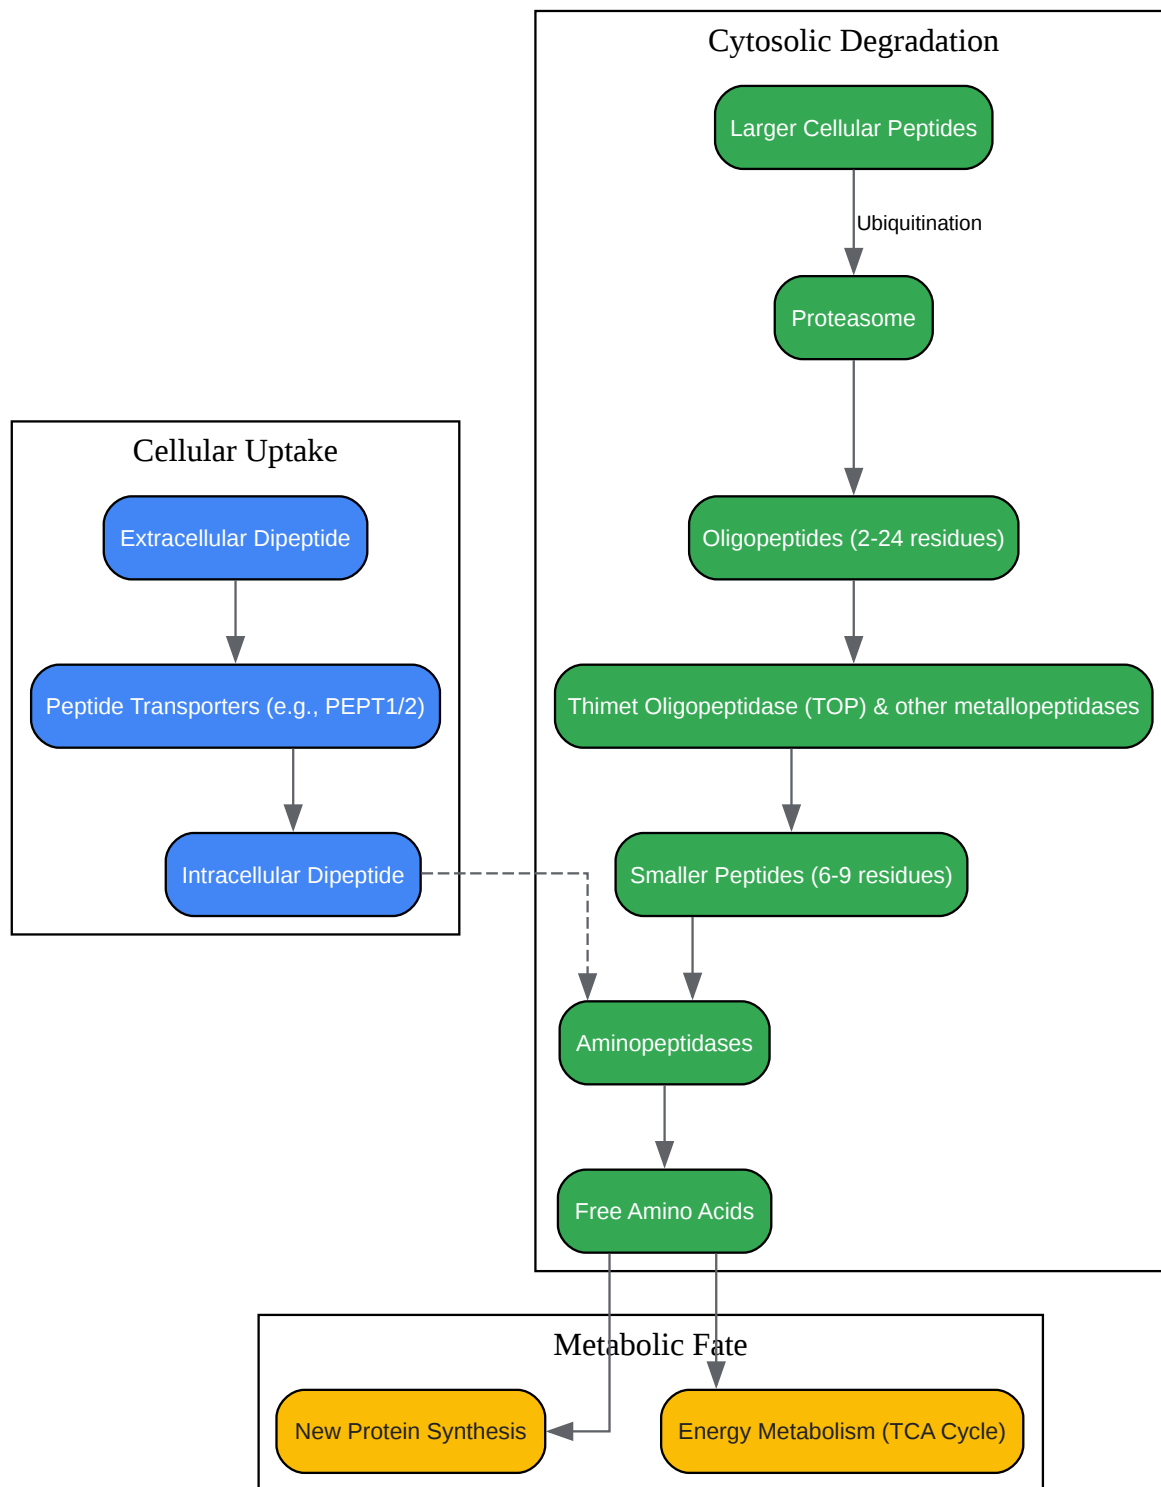 Cytosolic Degradation
Larger Cellular Peptides
Ubiquitination
Proteasome
Cellular Uptake
Extracellular Dipeptide
Oligopeptides (2-24 residues)
Peptide Transporters (e.g., PEPT1/2)
Thimet Oligopeptidase (TOP) & other metallopeptidases
Intracellular Dipeptide
Smaller Peptides (6-9 residues)
Aminopeptidases
Free Amino Acids
Metabolic Fate
New Protein Synthesis
Energy Metabolism (TCA Cycle)